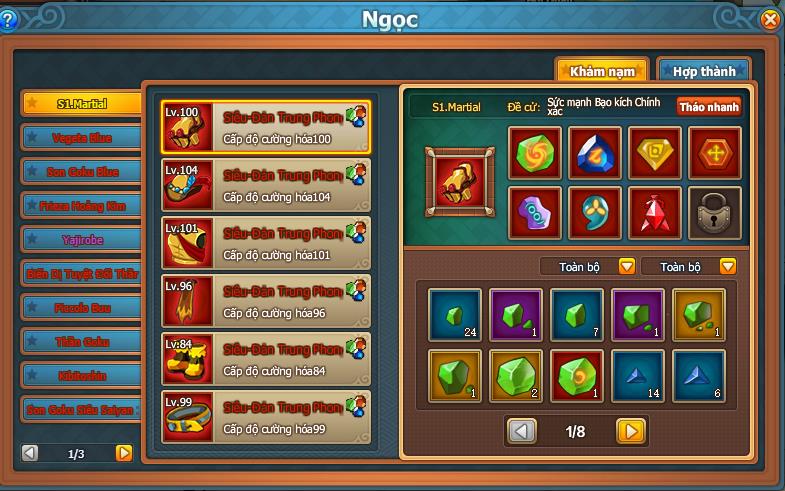 Ngọc
Khảm nạm
Hợp thành
S1.Martial
Vegeta Blue
Son Goku Blue
Frieza Hoàng Kim
Yajirobe
Biến Dị Tuyệt Đối Thần
Piccolo Buu
Thần Goku
Kibitoshin
Son Goku Siêu Saiyan
1/3
Lv.100
Siêu-Đán Trung Phong
Cấp độ cường hóa100
Lv.104
Siêu-Đán Trung Phong
Cấp độ cường hóa104
Lv.101
Siêu-Đán Trung Phong
Cấp độ cường hóa101
Lv.96
Siêu-Đán Trung Phong
Cấp độ cường hóa96
Lv.84
Siêu-Đán Trung Phong
Cấp độ cường hóa84
Lv.99
Siêu-Đán Trung Phong
Cấp độ cường hóa99
S1.Martial
Đề cử: Sức mạnh Bạo kích Chính
xác
Tháo nhanh
Toàn bộ
Toàn bộ
24 1 7 1 1
1 2 1 14 6
1/8